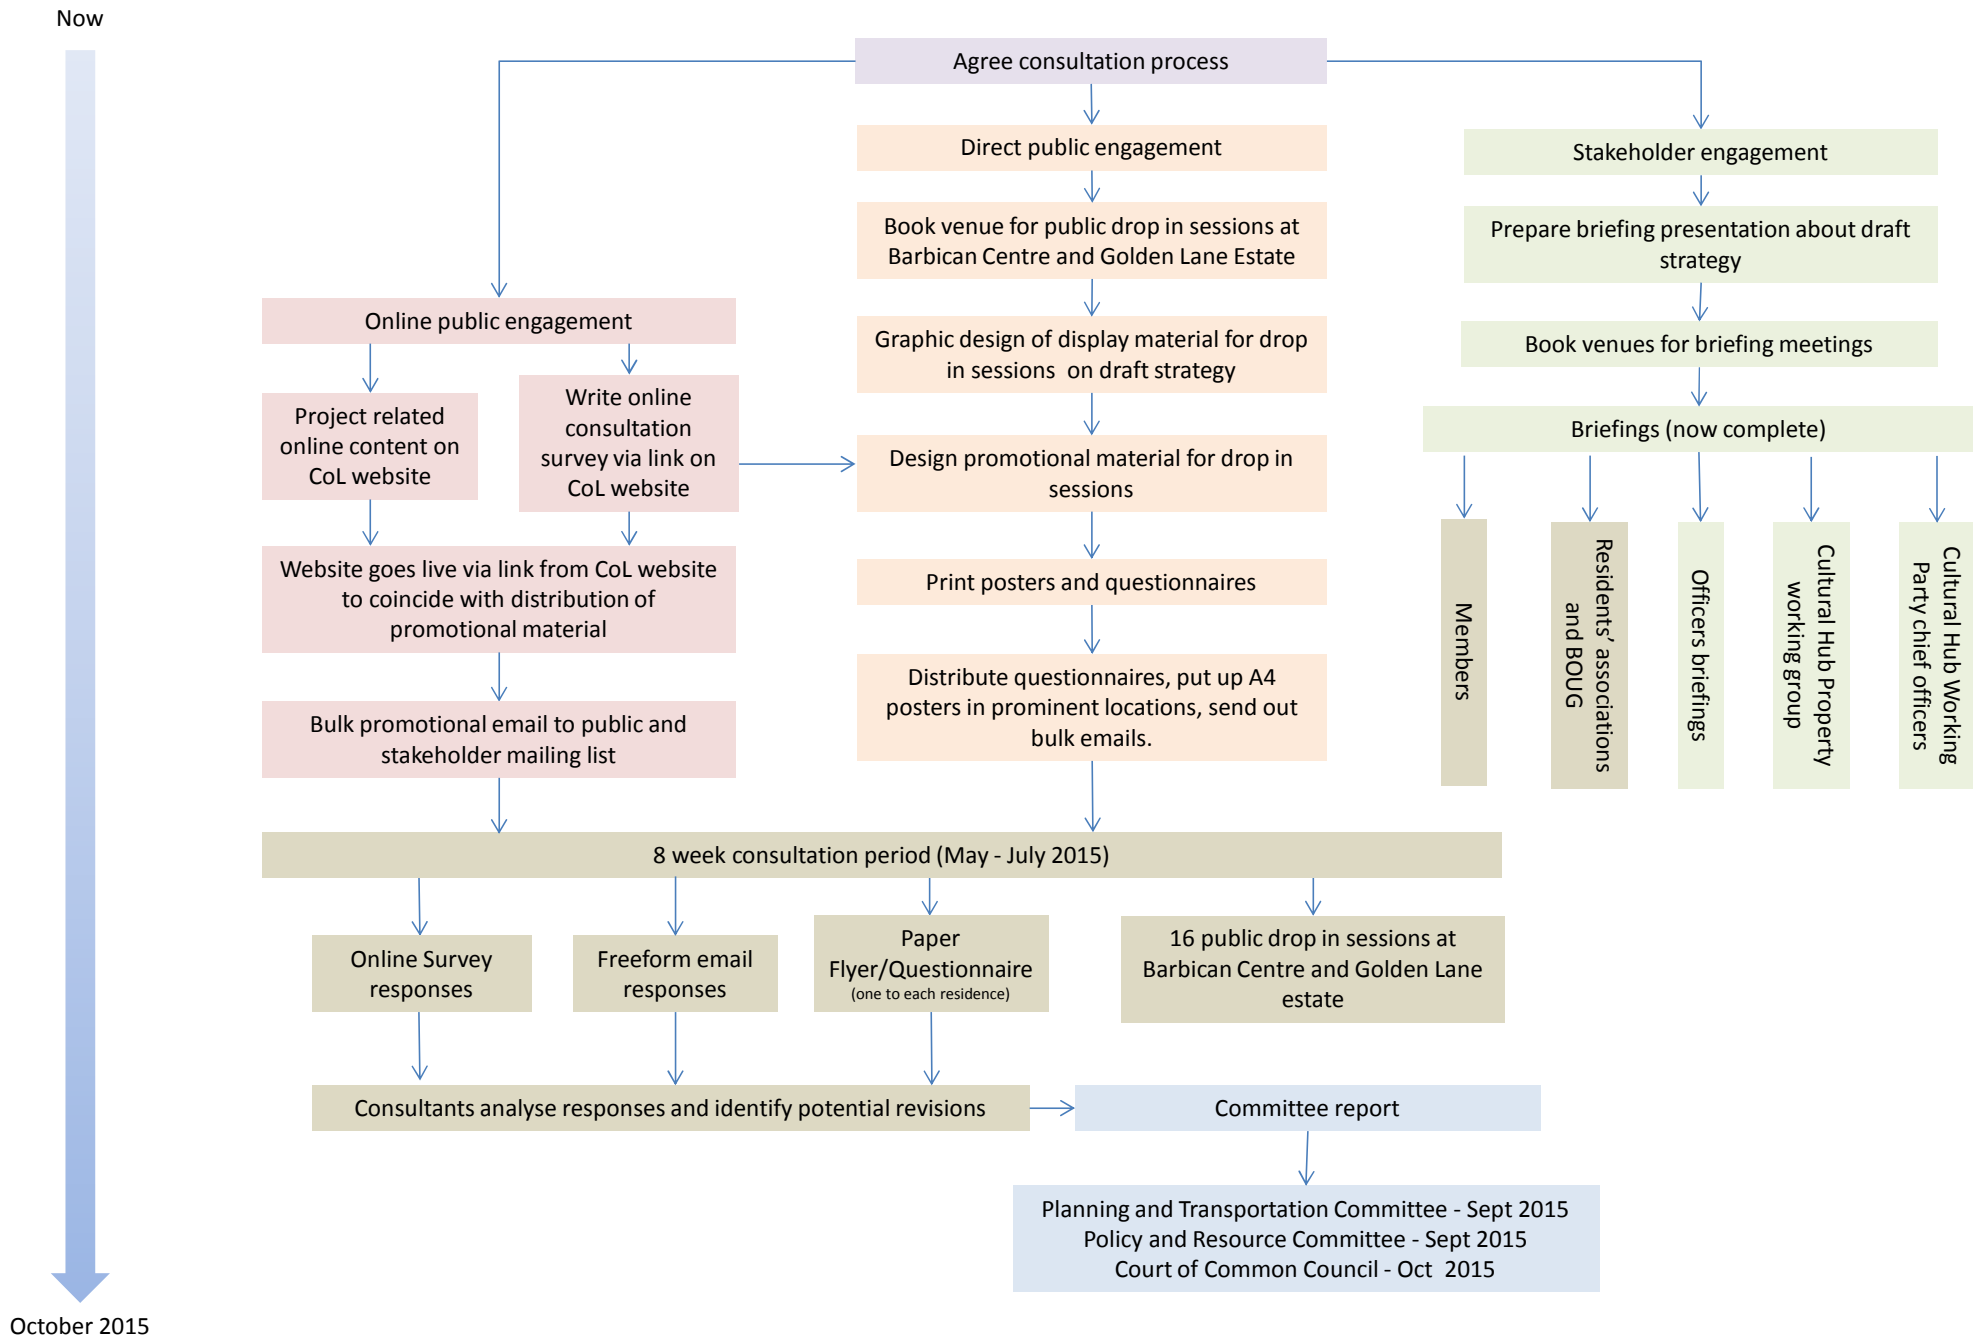 Now
Agree consultation process
Direct public engagement
Stakeholder engagement
Book venue for public drop in sessions at
Barbican Centre and Golden Lane Estate
Prepare briefing presentation about draft
strategy
Online public engagement
Graphic design of display material for drop
in sessions on draft strategy
Book venues for briefing meetings
Project related
online content on
CoL website
Write online
consultation
survey via link on
CoL website
Design promotional material for drop in
sessions
Briefings (now complete)
Members
Residents' associations
and BOUG
Officers briefings
Cultural Hub Property
working group
Cultural Hub Working
Party chief officers
Website goes live via link from CoL website
to coincide with distribution of
promotional material
Print posters and questionnaires
Distribute questionnaires, put up A4
posters in prominent locations, send out
bulk emails.
Bulk promotional email to public and
stakeholder mailing list
8 week consultation period (May - July 2015)
Online Survey
responses
Freeform email
responses
Paper
Flyer/Questionnaire
(one to each residence)
16 public drop in sessions at
Barbican Centre and Golden Lane
estate
Consultants analyse responses and identify potential revisions
Committee report
Planning and Transportation Committee - Sept 2015
Policy and Resource Committee - Sept 2015
Court of Common Council - Oct 2015
October 2015